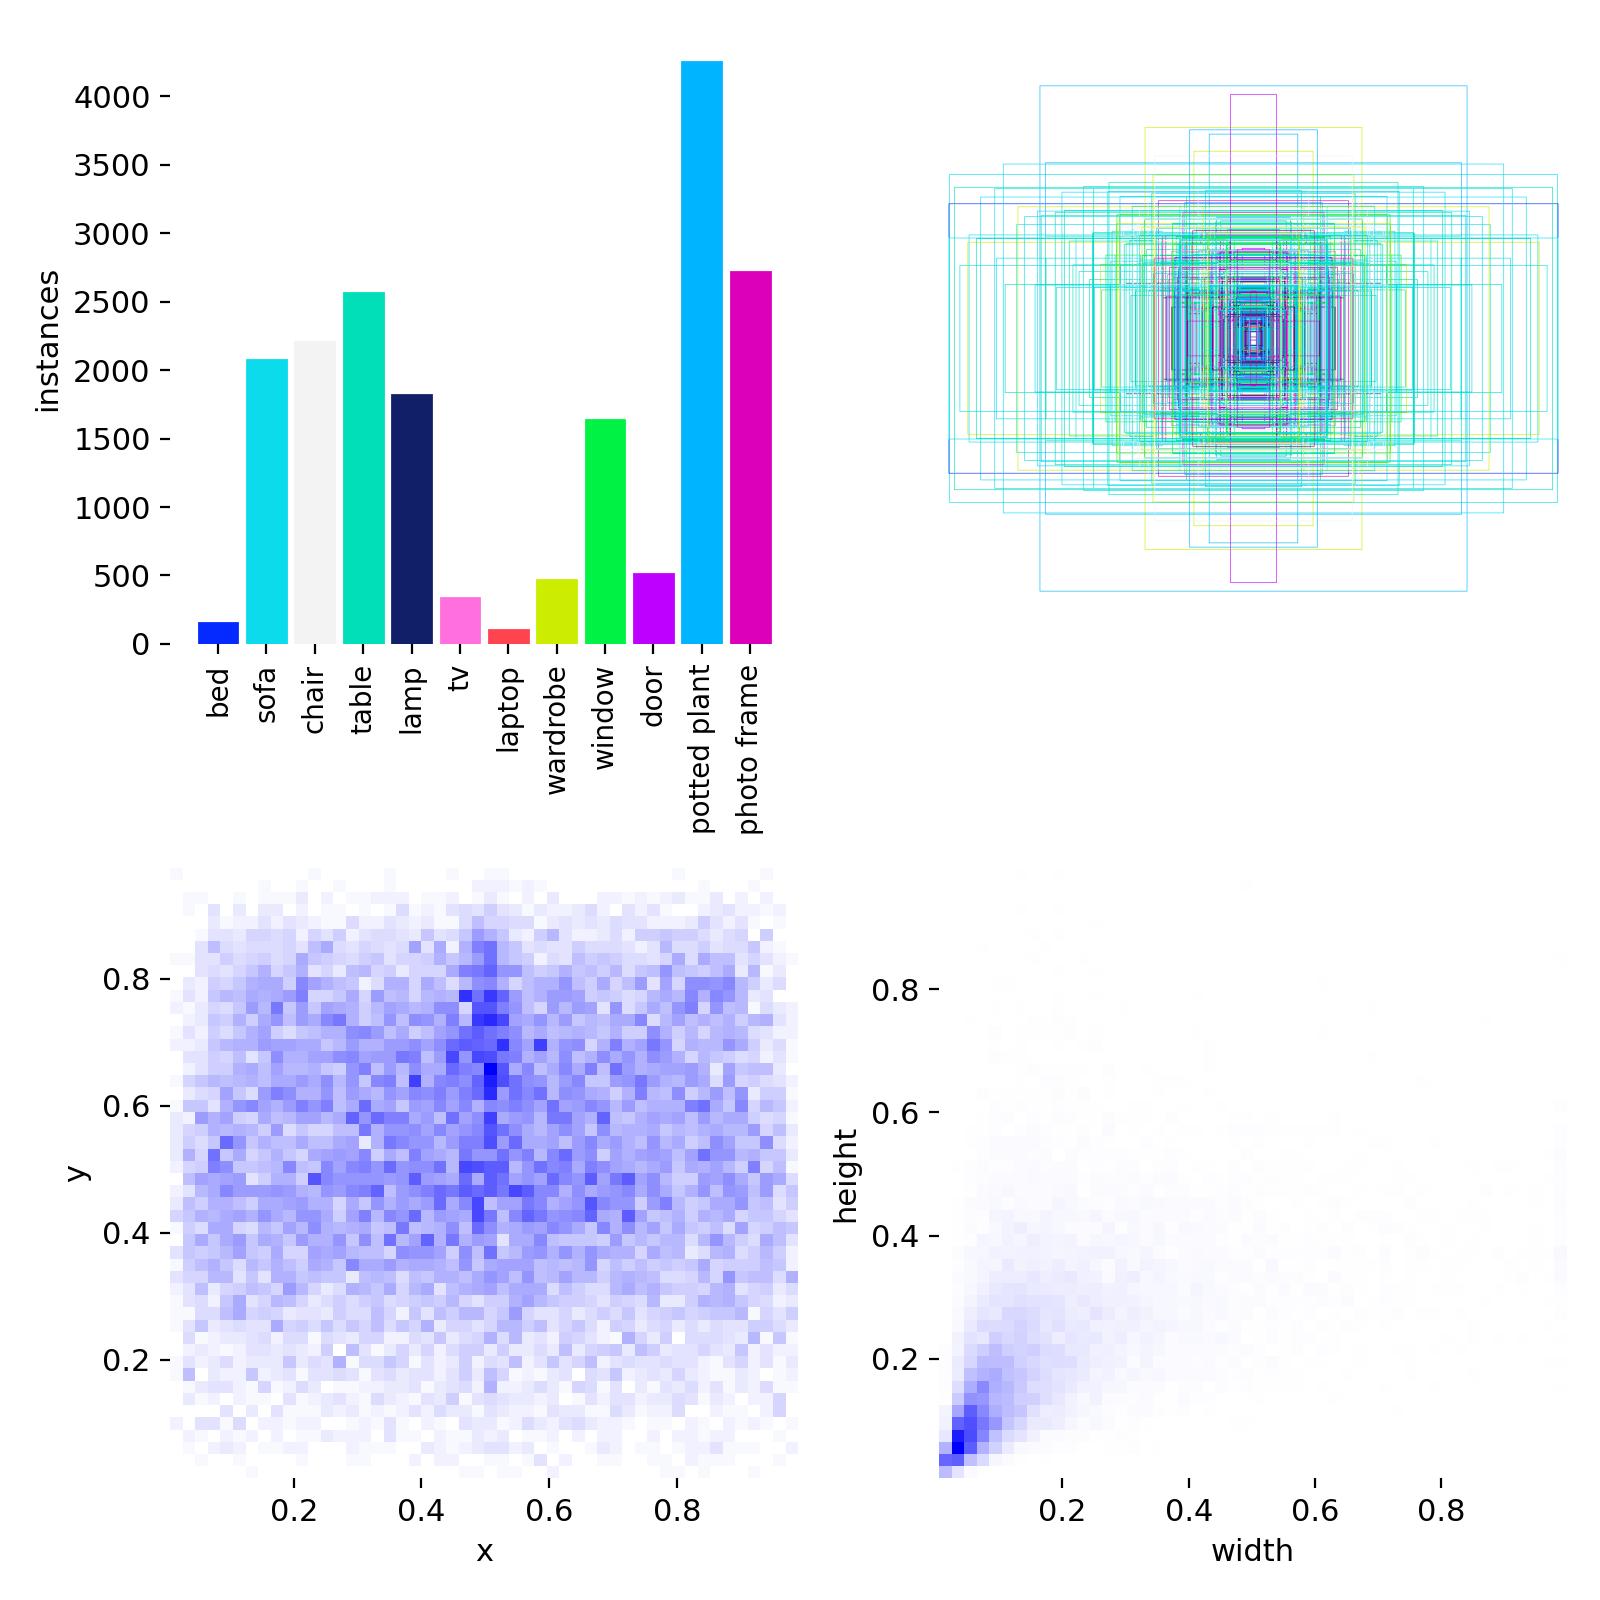 4000
3500
3000
2500
2000
1500
1000
500
0
instances
bed
sofa
chair
table
lamp
tv
laptop
wardrobe
window
door
potted plant
photo frame
0.8
0.6
0.4
0.2
y
0.2 0.4 0.6 0.8
x
0.8
0.6
0.4
0.2
height
0.2 0.4 0.6 0.8
width